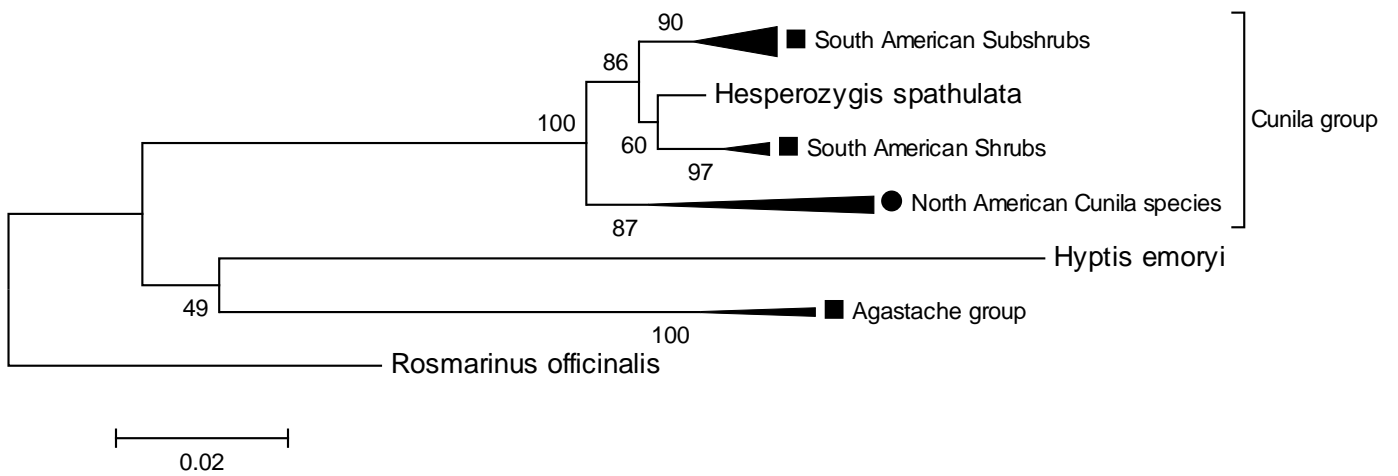 90
South American Subshrubs
86
Hesperozygis spathulata
100
Cunila group
60
South American Shrubs
97
North American Cunila species
87
Hyptis emoryi
49
Agastache group
100
Rosmarinus officinalis
0.02